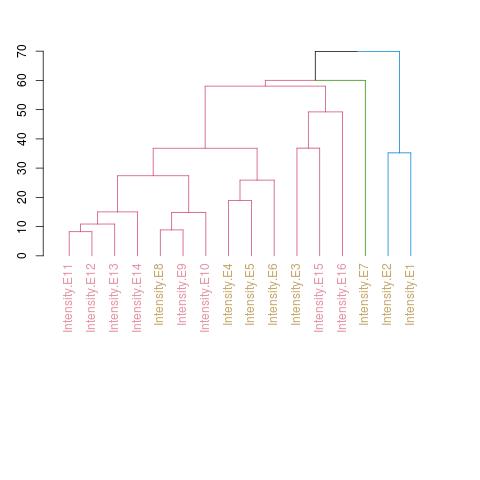 70
60
50
40
30
20
10
0
Intensity.E11
Intensity.E12
Intensity.E13
Intensity.E14
Intensity.E8
Intensity.E9
Intensity.E10
Intensity.E4
Intensity.E5
Intensity.E6
Intensity.E3
Intensity.E15
Intensity.E16
Intensity.E7
Intensity.E2
Intensity.E1